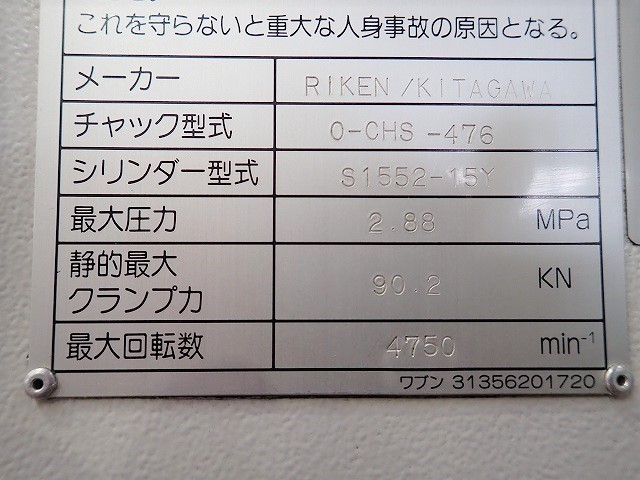 これを守らないと重大な人身事故の原因となる。
メーカー RIKEN/KITAGAWA
チャック型式 O-CHS-476
シリンダー型式 S1552-15Y
最大圧力 2.88 MPa
静的最大
クランプ力 90.2 KN
最大回転数 4750 min-1
ワブン 31356201720